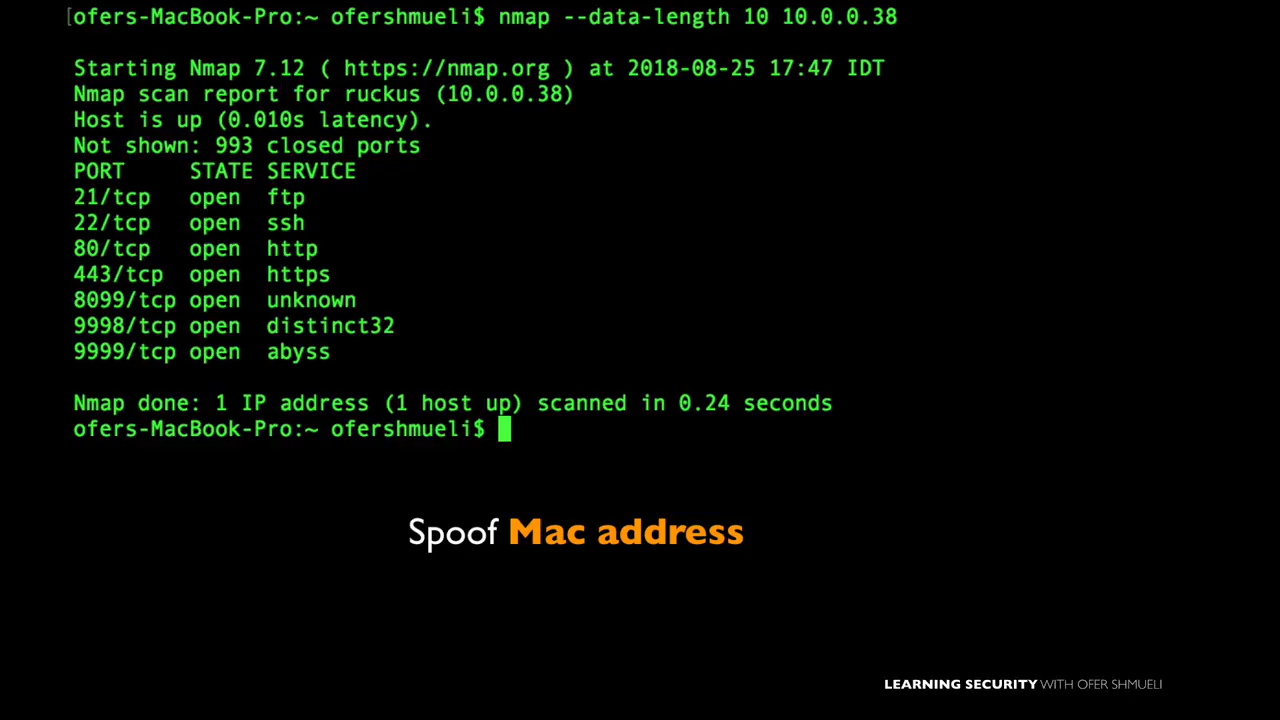 [ofers-MacBook-Pro:~ ofershmueli$ nmap --data-length 10 10.0.0.38
Starting Nmap 7.12 ( https://nmap.org ) at 2018-08-25 17:47 IDT
Nmap scan report for ruckus (10.0.0.38)
Host is up (0.010s latency).
Not shown: 993 closed ports
PORT     STATE SERVICE
21/tcp   open  ftp
22/tcp   open  ssh
80/tcp   open  http
443/tcp  open  https
8099/tcp open  unknown
9998/tcp open  distinct32
9999/tcp open  abyss
Nmap done: 1 IP address (1 host up) scanned in 0.24 seconds
ofers-MacBook-Pro:~ ofershmueli$
Spoof Mac address
LEARNING SECURITY WITH OFER SHMUELI